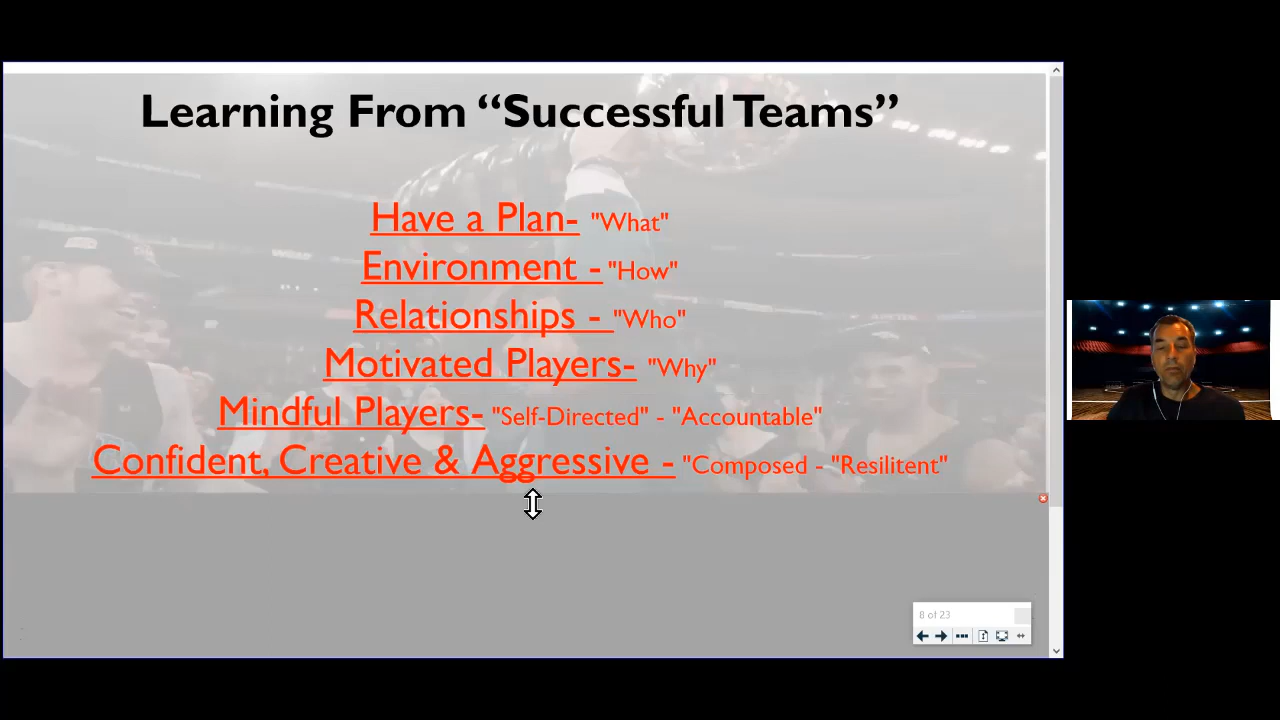 Learning From “Successful Teams”
Have a Plan- "What"
Environment - "How"
Relationships - "Who"
Motivated Players- "Why"
Mindful Players- "Self-Directed" - "Accountable"
Confident, Creative & Aggressive - "Composed - "Resilitent"
8 of 23